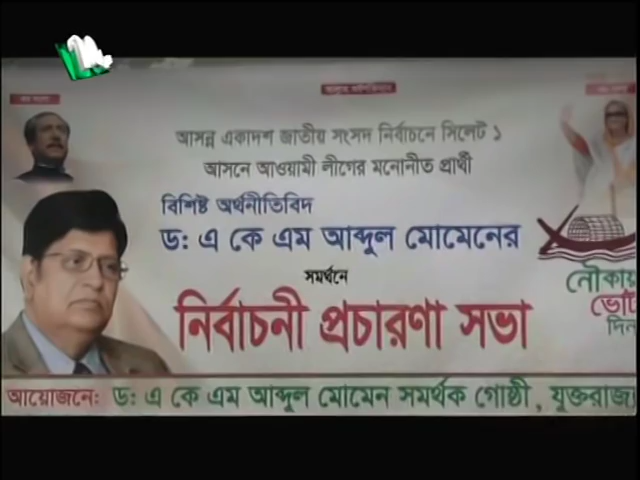 আসন্ন একাদশ জাতীয় সংসদ নির্বাচনে সিলেট ১
আসনে আওয়ামী লীগের মনোনীত প্রার্থী
বিশিষ্ট অর্থনীতিবিদ
ড: এ কে এম আব্দুল মোমেনের
সমর্থনে
নির্বাচনী প্রচারণা সভা
নৌকায়
ভোট
দিন
আয়োজনে: ড: এ কে এম আব্দুল মোমেন সমর্থক গোষ্ঠী, যুক্তরাজ্য